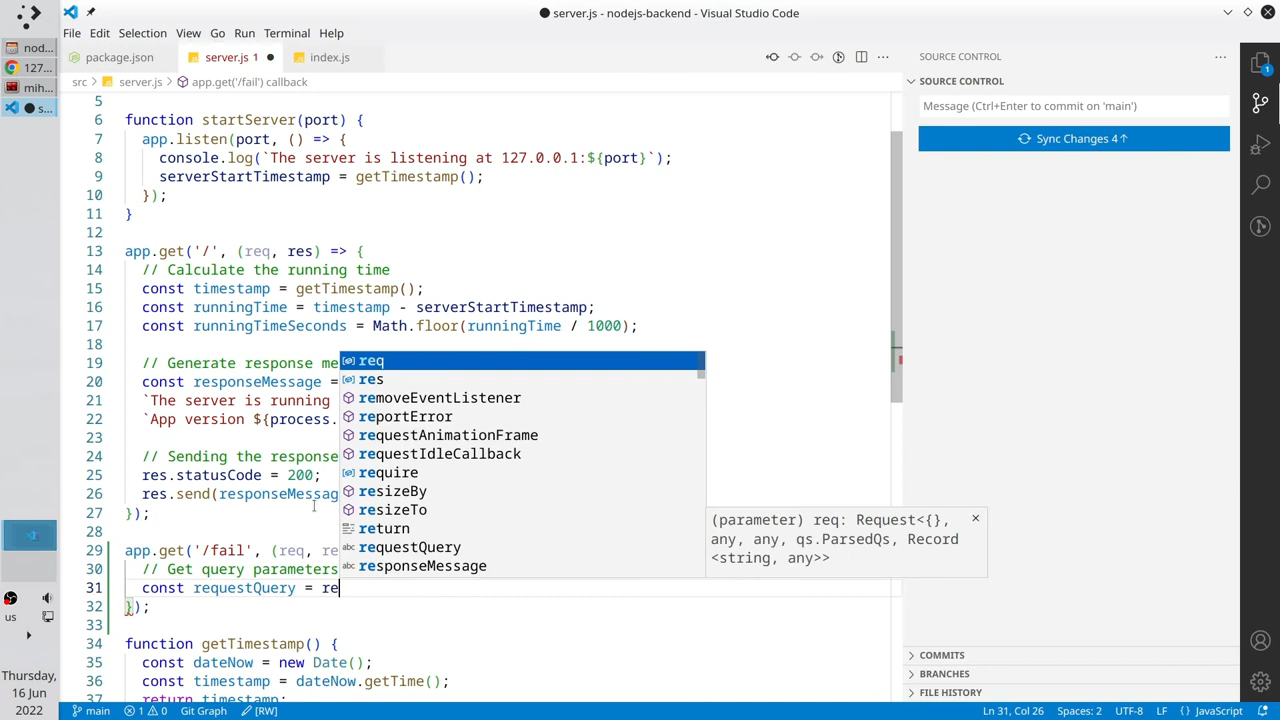 server.js - nodejs-backend - Visual Studio Code
File Edit Selection View Go Run Terminal Help
nod...
127...
mih...
s...
us
Thursday,
16 Jun
2022
package.json
server.js 1
index.js
src > server.js > app.get('/fail') callback
5
6 function startServer(port) {
7 app.listen(port, () => {
8 console.log(`The server is listening at 127.0.0.1:${port}`);
9 serverStartTimestamp = getTimestamp();
10 });
11 }
12
13 app.get('/', (req, res) => {
14 // Calculate the running time
15 const timestamp = getTimestamp();
16 const runningTime = timestamp - serverStartTimestamp;
17 const runningTimeSeconds = Math.floor(runningTime / 1000);
18
19 // Generate response me
20 const responseMessage =
21 `The server is running
22 `App version ${process.
23
24 // Sending the response
25 res.statusCode = 200;
26 res.send(responseMessag
27 });
28
29 app.get('/fail', (req, re
30 // Get query parameters
31 const requestQuery = re
32 });
33
34 function getTimestamp() {
35 const dateNow = new Date();
36 const timestamp = dateNow.getTime();
37 return timestamp;
req
res
removeEventListener
reportError
requestAnimationFrame
requestIdleCallback
require
resizeBy
resizeTo
return
requestQuery
responseMessage
(parameter) req: Request<{},
any, any, qs.ParsedQs, Record
<string, any>>
SOURCE CONTROL
SOURCE CONTROL
Message (Ctrl+Enter to commit on 'main')
Sync Changes 4↑
1
COMMITS
BRANCHES
FILE HISTORY
main 1 0 Git Graph [RW] Ln 31, Col 26 Spaces: 2 UTF-8 LF {} JavaScript